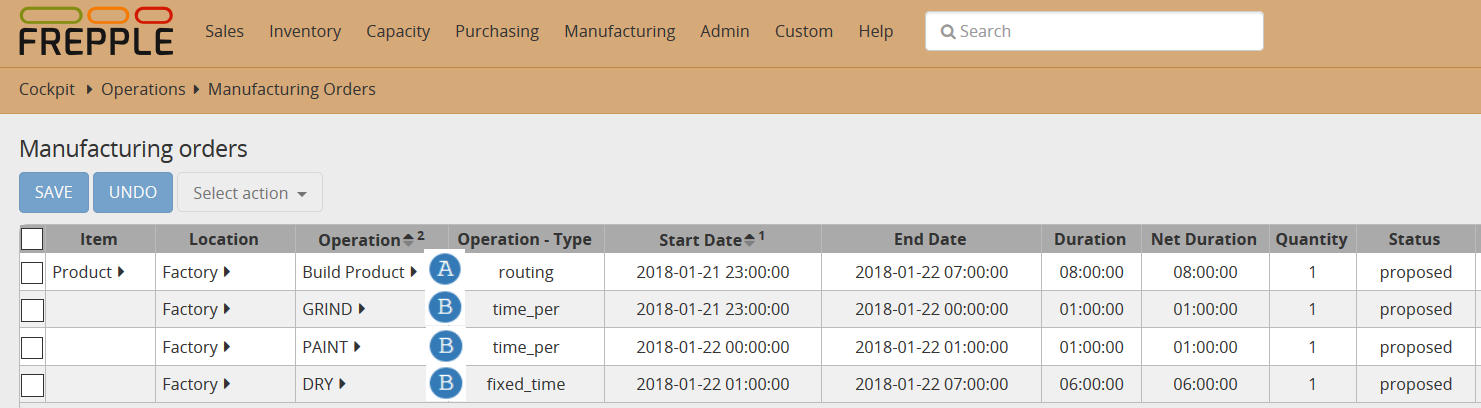 FREPPLE
Sales Inventory Capacity Purchasing Manufacturing Admin Custom Help Search
Cockpit Operations Manufacturing Orders
Manufacturing orders
SAVE UNDO Select action
Item Location Operation 2 Operation - Type Start Date 1 End Date Duration Net Duration Quantity Status
Product Factory Build Product A routing 2018-01-21 23:00:00 2018-01-22 07:00:00 08:00:00 08:00:00 1 proposed
Factory GRIND B time_per 2018-01-21 23:00:00 2018-01-22 00:00:00 01:00:00 01:00:00 1 proposed
Factory PAINT B time_per 2018-01-22 00:00:00 2018-01-22 01:00:00 01:00:00 01:00:00 1 proposed
Factory DRY B fixed_time 2018-01-22 01:00:00 2018-01-22 07:00:00 06:00:00 06:00:00 1 proposed